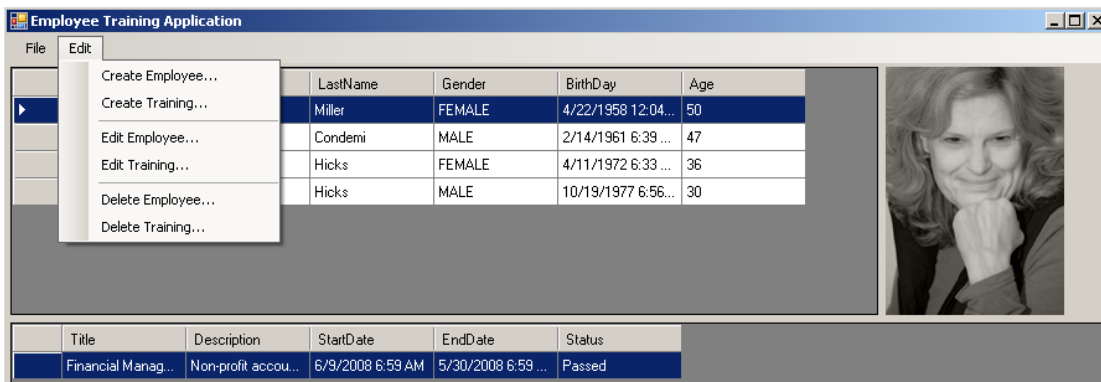 Employee Training Application
File Edit
Create Employee...
Create Training...
Edit Employee...
Edit Training...
Delete Employee...
Delete Training...
LastName Gender BirthDay Age
Miller FEMALE 4/22/1958 12:04... 50
Condemi MALE 2/14/1961 6:39 ... 47
Hicks FEMALE 4/11/1972 6:33 ... 36
Hicks MALE 10/19/1977 6:56... 30
Title Description StartDate EndDate Status
Financial Manag... Non-profit accou... 6/9/2008 6:59 AM 5/30/2008 6:59 ... Passed